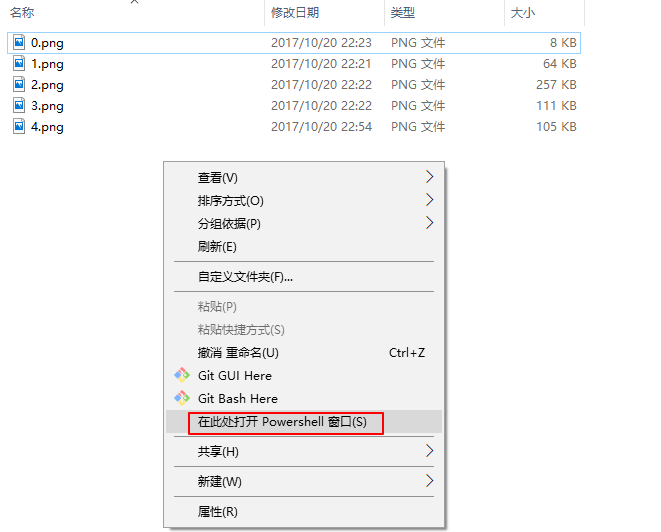 名称 修改日期 类型 大小
0.png 2017/10/20 22:23 PNG 文件 8 KB
1.png 2017/10/20 22:21 PNG 文件 64 KB
2.png 2017/10/20 22:22 PNG 文件 257 KB
3.png 2017/10/20 22:22 PNG 文件 111 KB
4.png 2017/10/20 22:54 PNG 文件 105 KB
查看(V)
排序方式(O)
分组依据(P)
刷新(E)
自定义文件夹(F)...
粘贴(P)
粘贴快捷方式(S)
撤消 重命名(U) Ctrl+Z
Git GUI Here
Git Bash Here
在此处打开 Powershell 窗口(S)
共享(H)
新建(W)
属性(R)